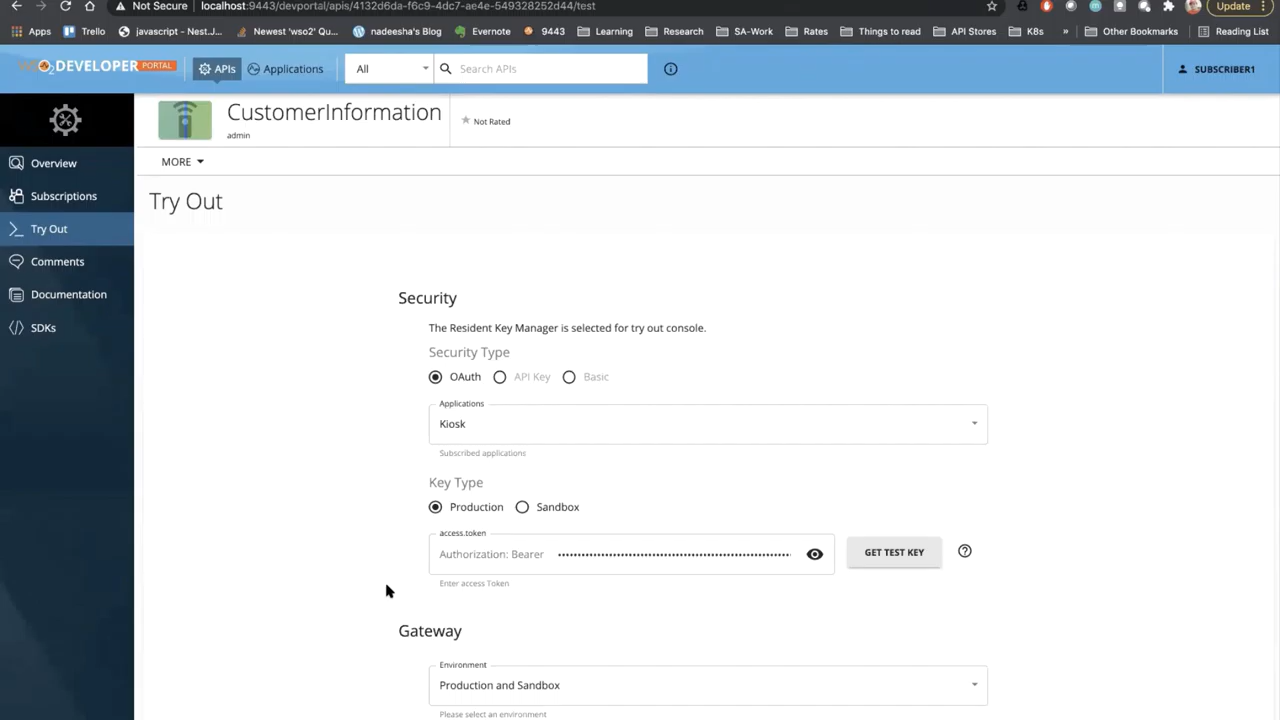 Not Secure localhost:9443/devportal/apis/4132d6da-f6c9-4dc7-ae4e-549328252d44/test Update
Apps Trello javascript - Nest.J... Newest 'wso2' Ques... nadeesha's Blog Evernote 9443 Learning Research SA-Work Rates Things to read API Stores K8s » Other Bookmarks Reading List
WO2DEVELOPER PORTAL APIs Applications All Search APIs SUBSCRIBER1
CustomerInformation
admin
Not Rated
MORE
Overview
Subscriptions
Try Out
Comments
Documentation
SDKs
Try Out
Security
The Resident Key Manager is selected for try out console.
Security Type
OAuth API Key Basic
Applications
Kiosk
Subscribed applications
Key Type
Production Sandbox
access.token
Authorization: Bearer ••••••••••••••••••••••••••••••••••••••••••••••••••••••••
GET TEST KEY
Enter access Token
Gateway
Environment
Production and Sandbox
Please select an environment